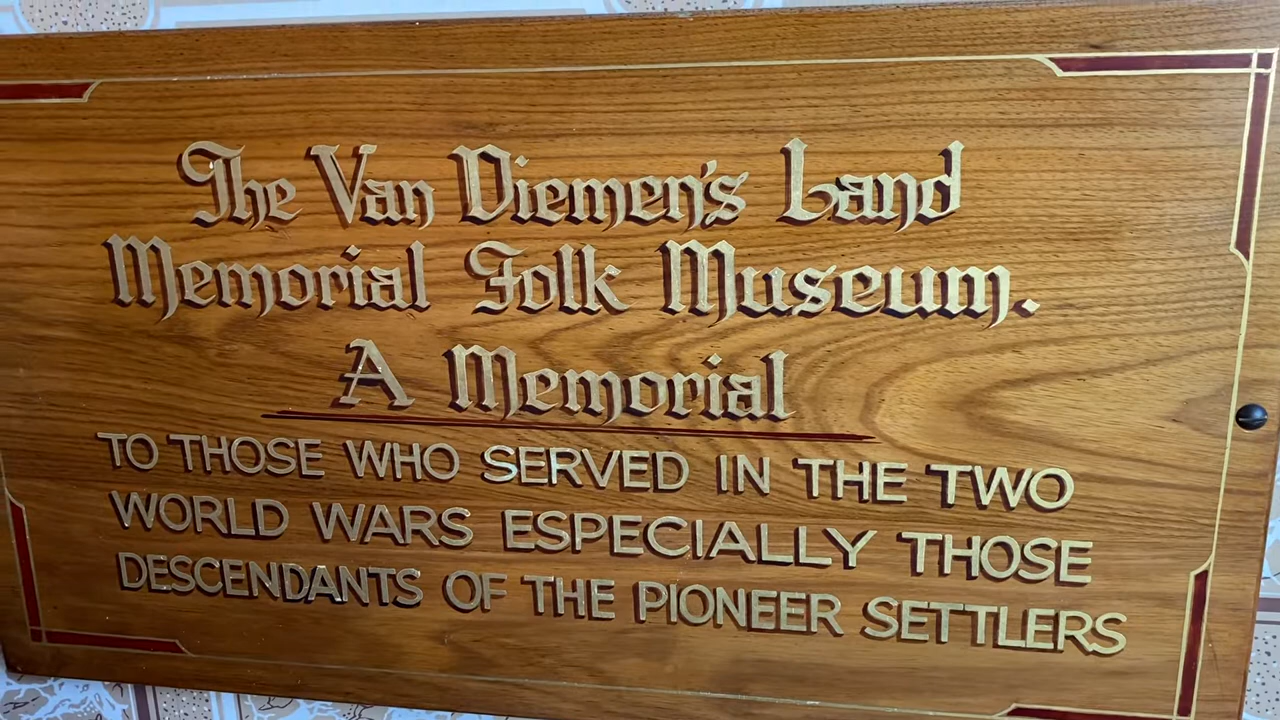 The Van Diemen's Land
Memorial Folk Museum.
A Memorial
TO THOSE WHO SERVED IN THE TWO
WORLD WARS ESPECIALLY THOSE
DESCENDANTS OF THE PIONEER SETTLERS